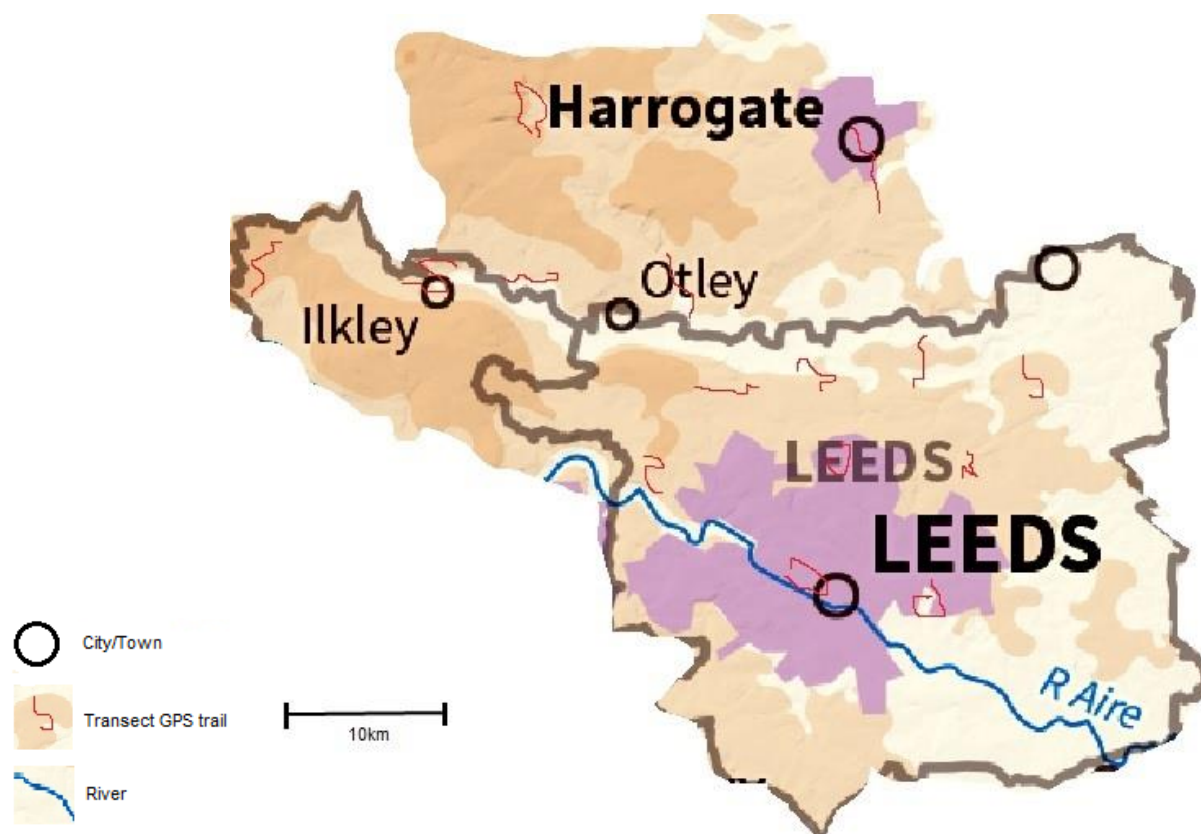 Harrogate
Otley
Ilkley
LEEDS
LEEDS
R Aire
City/Town
Transect GPS trail
10km
River